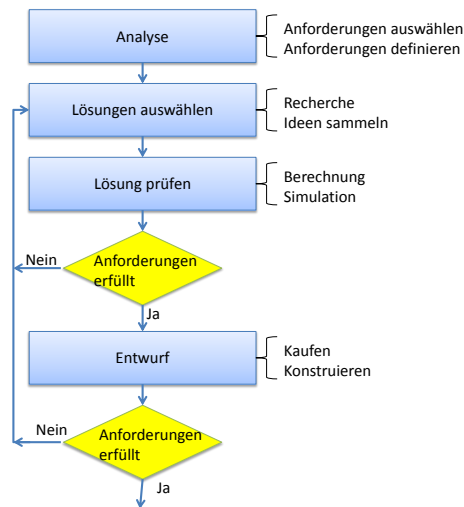 Analyse
Anforderungen auswählen
Anforderungen definieren
Lösungen auswählen
Recherche
Ideen sammeln
Lösung prüfen
Berechnung
Simulation
Nein
Anforderungen
erfüllt
Ja
Entwurf
Kaufen
Konstruieren
Nein
Anforderungen
erfüllt
Ja